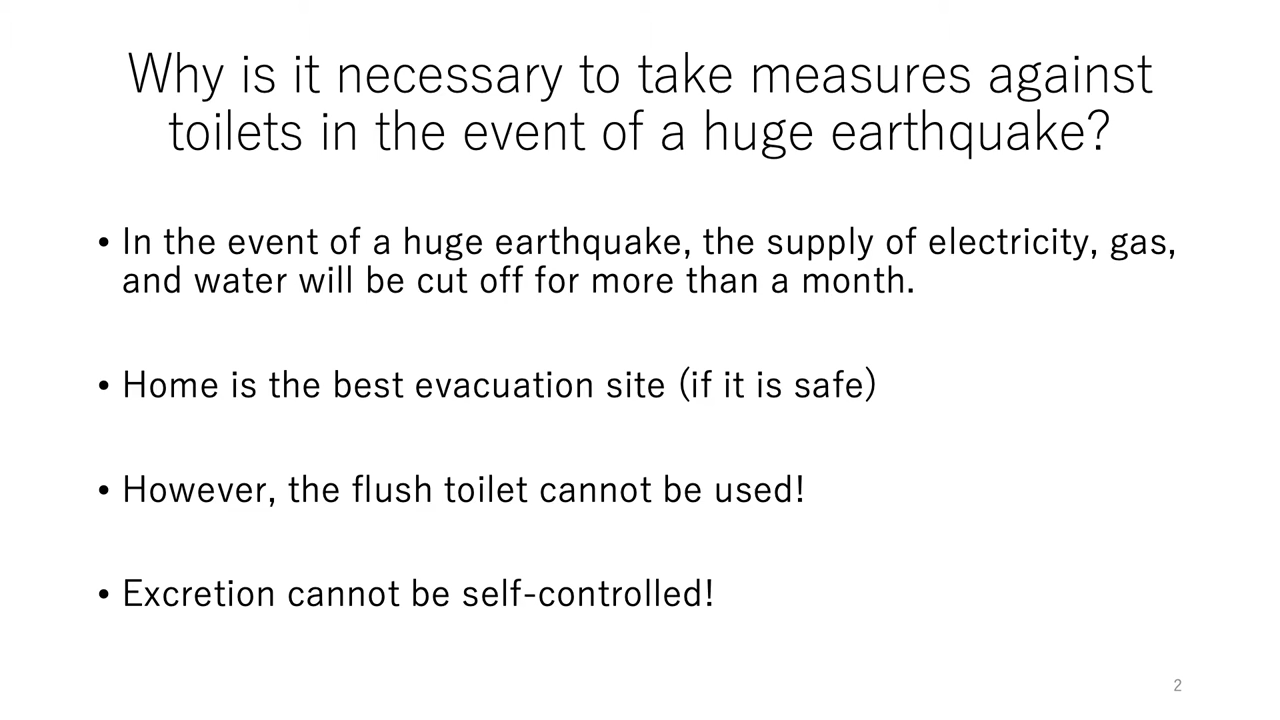 Why is it necessary to take measures against
toilets in the event of a huge earthquake?
• In the event of a huge earthquake, the supply of electricity, gas,
and water will be cut off for more than a month.
• Home is the best evacuation site (if it is safe)
• However, the flush toilet cannot be used!
• Excretion cannot be self-controlled!
2